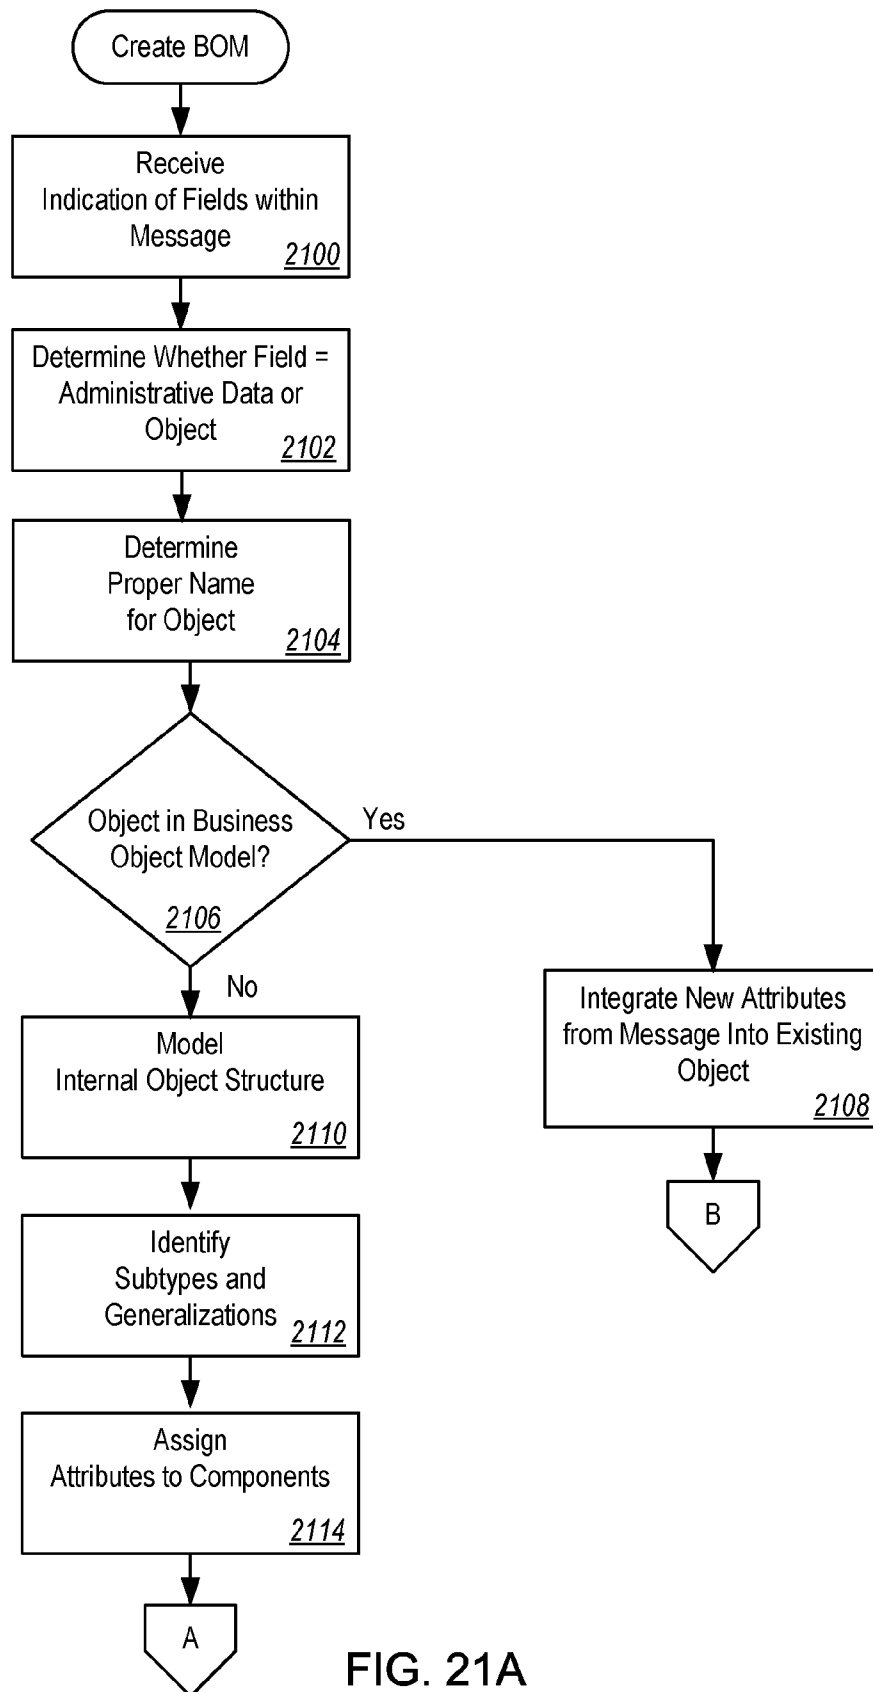 Create BOM
Receive
Indication of Fields within
Message
2100
Determine Whether Field =
Administrative Data or
Object
2102
Determine
Proper Name
for Object
2104
Object in Business
Object Model?
2106
Yes
No
Integrate New Attributes
from Message Into Existing
Object
2108
B
Model
Internal Object Structure
2110
Identify
Subtypes and
Generalizations
2112
Assign
Attributes to Components
2114
A
FIG. 21A